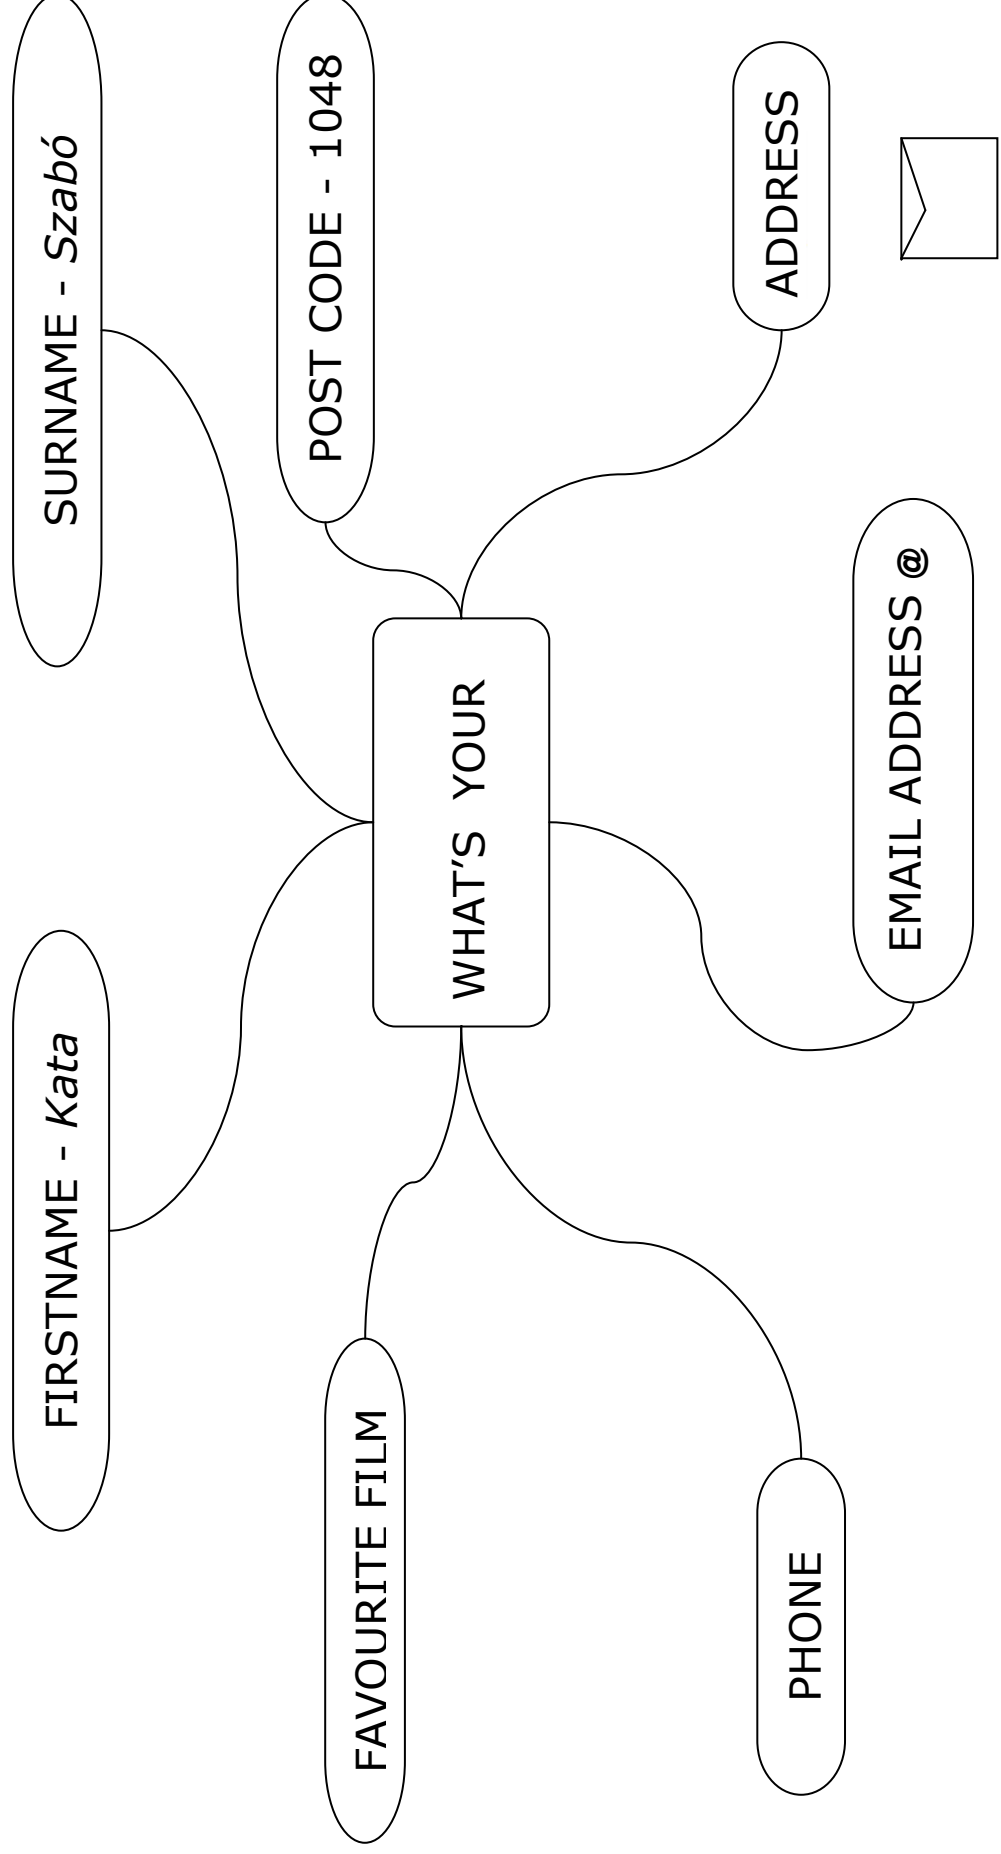 FIRSTNAME - Kata
SURNAME - Szabó
FAVOURITE FILM
POST CODE - 1048
WHAT'S YOUR
PHONE
ADDRESS
EMAIL ADDRESS @